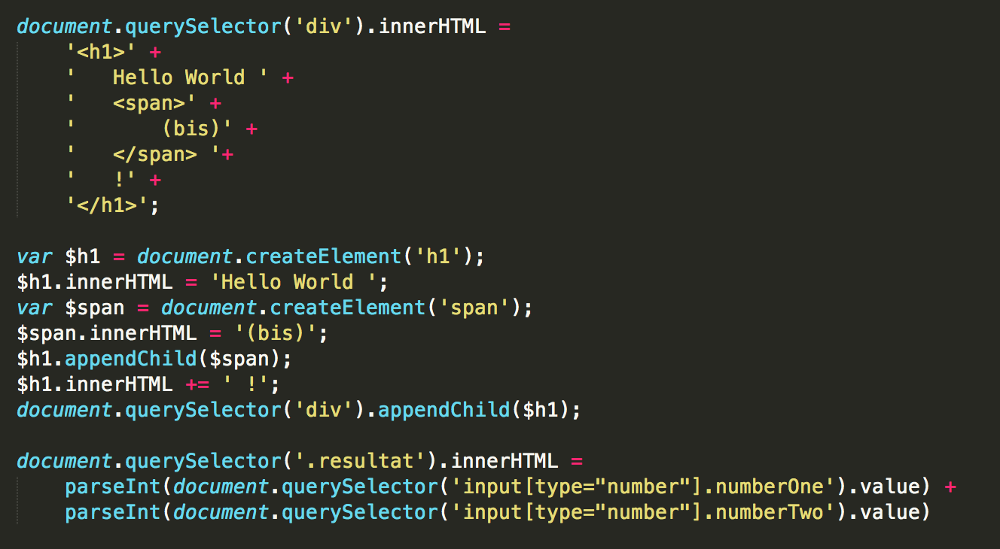 document.querySelector('div').innerHTML =
    '<h1>' +
    '   Hello World ' +
    '   <span>' +
    '       (bis)' +
    '   </span> '+
    '   !' +
    '</h1>';

var $h1 = document.createElement('h1');
$h1.innerHTML = 'Hello World ';
var $span = document.createElement('span');
$span.innerHTML = '(bis)';
$h1.appendChild($span);
$h1.innerHTML += ' !';
document.querySelector('div').appendChild($h1);

document.querySelector('.resultat').innerHTML =
    parseInt(document.querySelector('input[type="number"].numberOne').value) +
    parseInt(document.querySelector('input[type="number"].numberTwo').value)